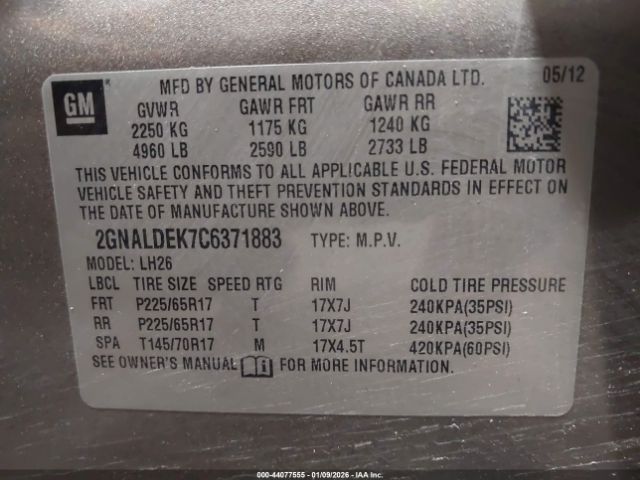 GM
MFD BY GENERAL MOTORS OF CANADA LTD. 05/12
GVWR GAWR FRT GAWR RR
2250 KG 1175 KG 1240 KG
4960 LB 2590 LB 2733 LB
THIS VEHICLE CONFORMS TO ALL APPLICABLE U.S. FEDERAL MOTOR
VEHICLE SAFETY AND THEFT PREVENTION STANDARDS IN EFFECT ON
THE DATE OF MANUFACTURE SHOWN ABOVE.
2GNALDEK7C6371883 TYPE: M.P.V.
MODEL: LH26
LBCL TIRE SIZE SPEED RTG RIM COLD TIRE PRESSURE
FRT P225/65R17 T 17X7J 240KPA(35PSI)
RR P225/65R17 T 17X7J 240KPA(35PSI)
SPA T145/70R17 M 17X4.5T 420KPA(60PSI)
SEE OWNER'S MANUAL FOR MORE INFORMATION.
000-44077555 - 01/09/2026 - IAA, Inc.